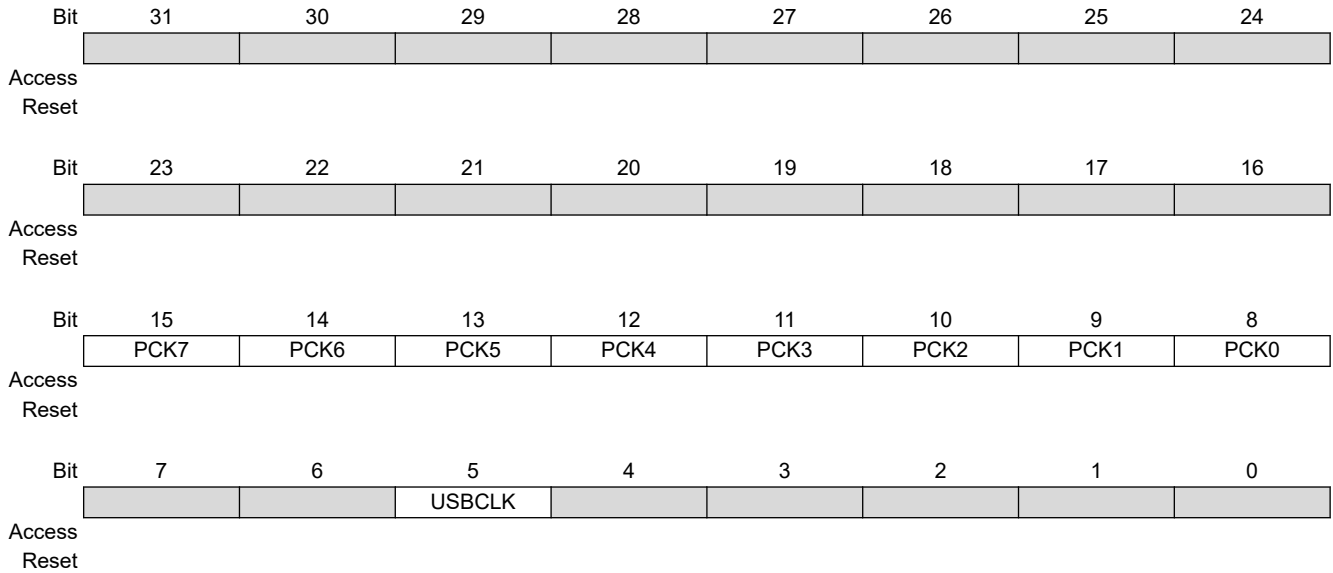 Bit 31 30 29 28 27 26 25 24
Access
Reset
Bit 23 22 21 20 19 18 17 16
Access
Reset
Bit 15 14 13 12 11 10 9 8
PCK7 PCK6 PCK5 PCK4 PCK3 PCK2 PCK1 PCK0
Access
Reset
Bit 7 6 5 4 3 2 1 0
USBCLK
Access
Reset